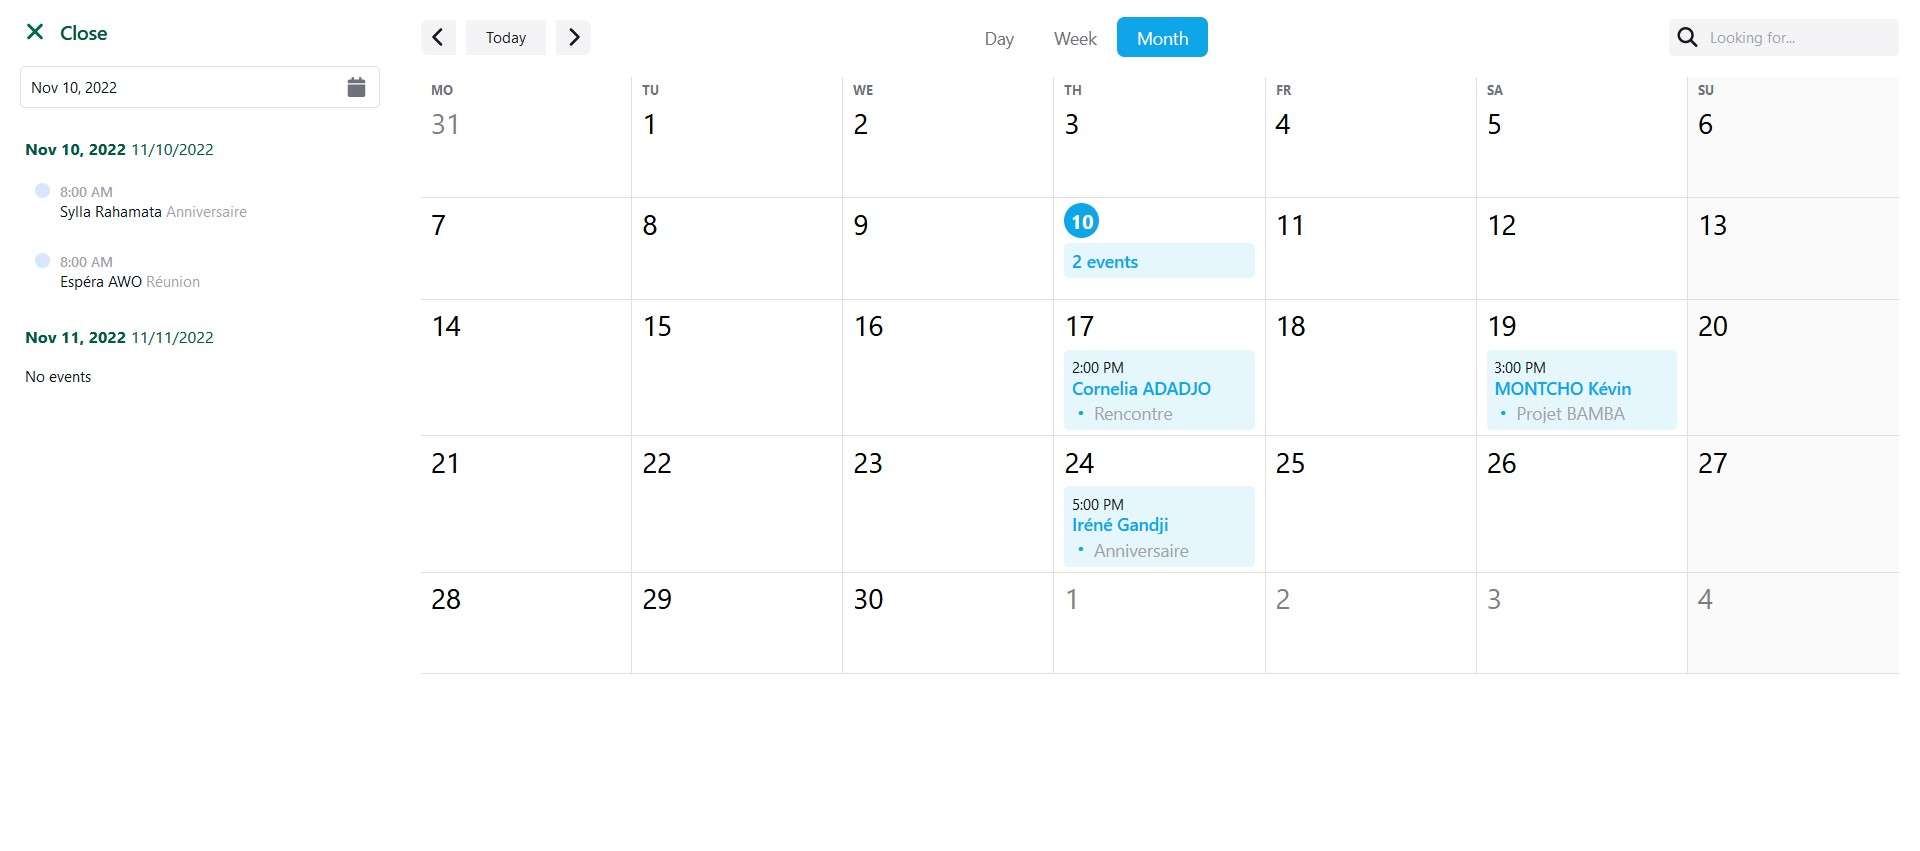 Close
Nov 10, 2022
Nov 10, 2022 11/10/2022
8:00 AM
Sylla Rahamata Anniversaire
8:00 AM
Espéra AWO Réunion
Nov 11, 2022 11/11/2022
No events
Today
Day Week Month
Looking for...
MO TU WE TH FR SA SU
31 1 2 3 4 5 6
7 8 9 10 11 12 13
2 events
14 15 16 17 18 19 20
2:00 PM
Cornelia ADADJO
• Rencontre
3:00 PM
MONTCHO Kévin
• Projet BAMBA
21 22 23 24 25 26 27
5:00 PM
Iréné Gandji
• Anniversaire
28 29 30 1 2 3 4